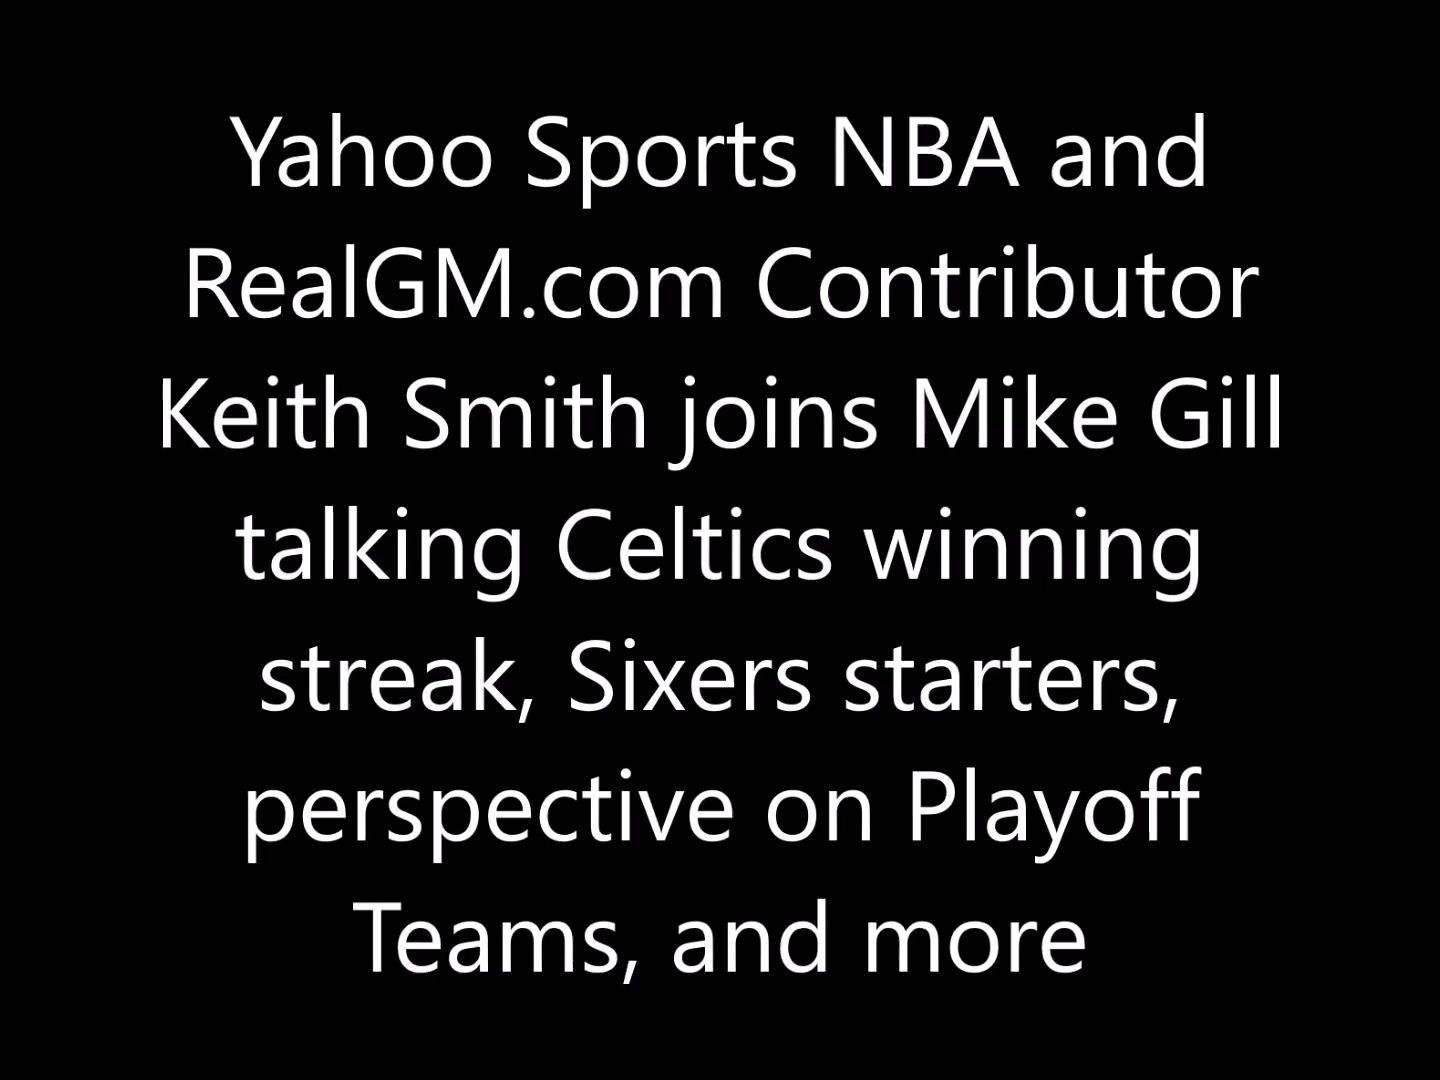 Yahoo Sports NBA and
RealGM.com Contributor
Keith Smith joins Mike Gill
talking Celtics winning
streak, Sixers starters,
perspective on Playoff
Teams, and more